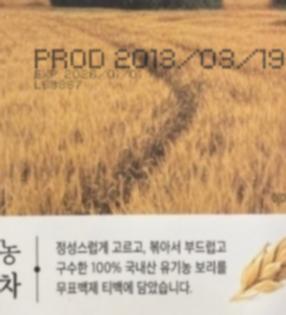 PROD 2013/03/19
농
차
정성스럽게 고르고, 볶아서 부드럽고
구수한 100% 국내산 유기농 보리를
무표백제 티백에 담았습니다.